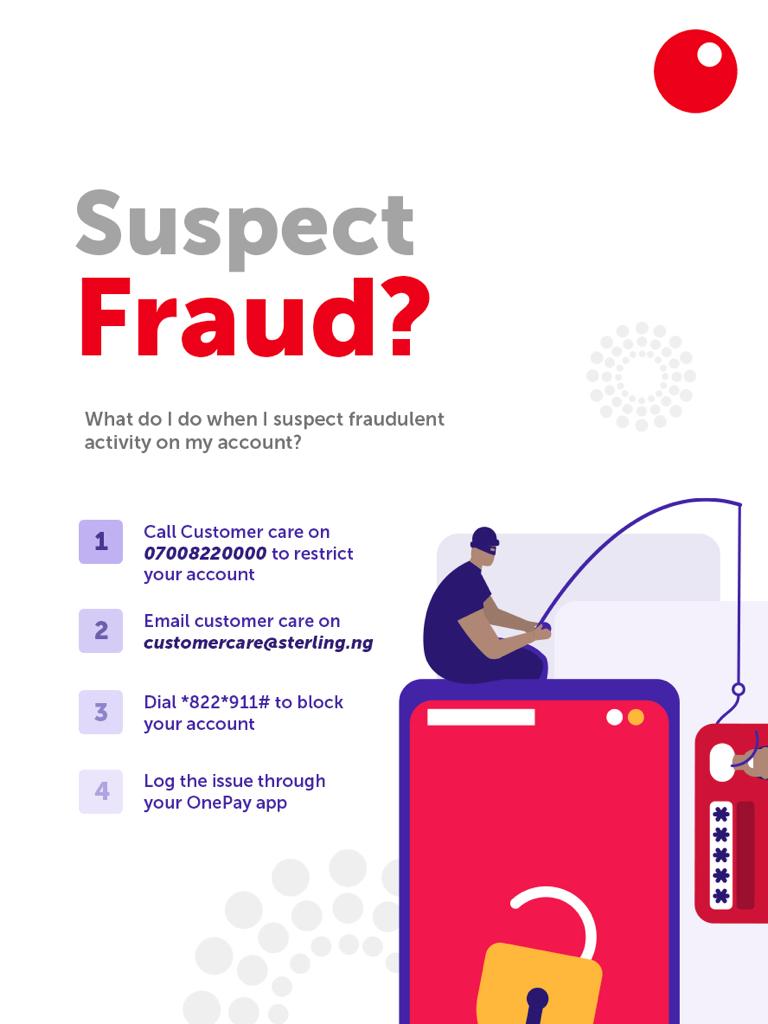 Suspect
Fraud?
What do I do when I suspect fraudulent
activity on my account?
1
Call Customer care on
07008220000 to restrict
your account
2
Email customer care on
customercare@sterling.ng
3
Dial *822*911# to block
your account
4
Log the issue through
your OnePay app
*****